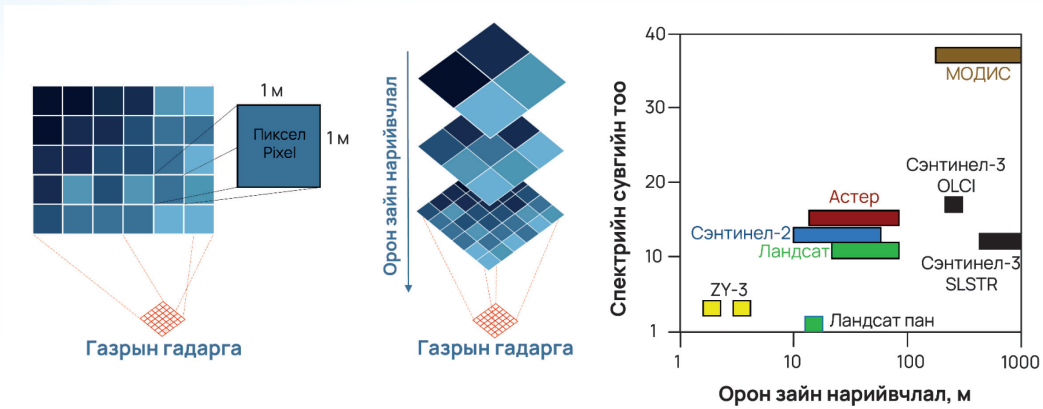 1 м
1 м
Пиксел
Pixel
Газрын гадарга
Орон зайн нарийвчлал
Газрын гадарга
Спектрийн сувгийн тоо
40
30
20
10
1
МОДИС
Сэнтинел-3
OLCI
Астер
Сэнтинел-2
Ландсат
Сэнтинел-3
SLSTR
ZY-3
Ландсат пан
1
10
100
1000
Орон зайн нарийвчлал, м